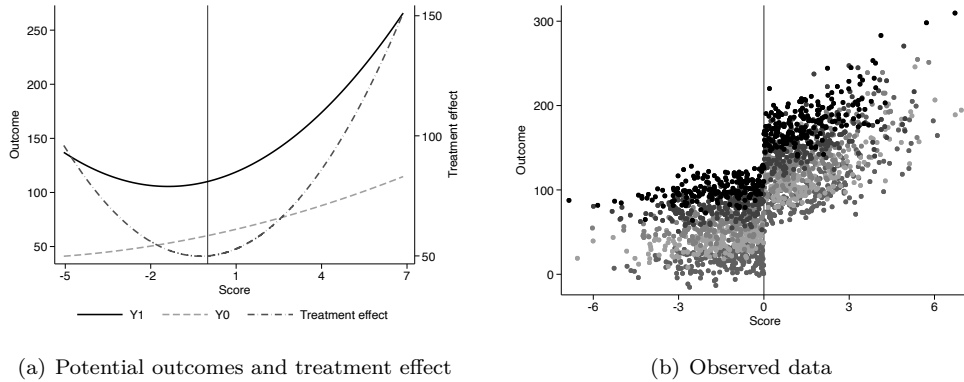 250
200
150
100
50
Outcome
150
100
50
Treatment effect
-5 -2 1 4 7
Score
Y1 Y0 Treatment effect
(a) Potential outcomes and treatment effect
300
200
100
0
Outcome
-6 -3 0 3 6
Score
(b) Observed data